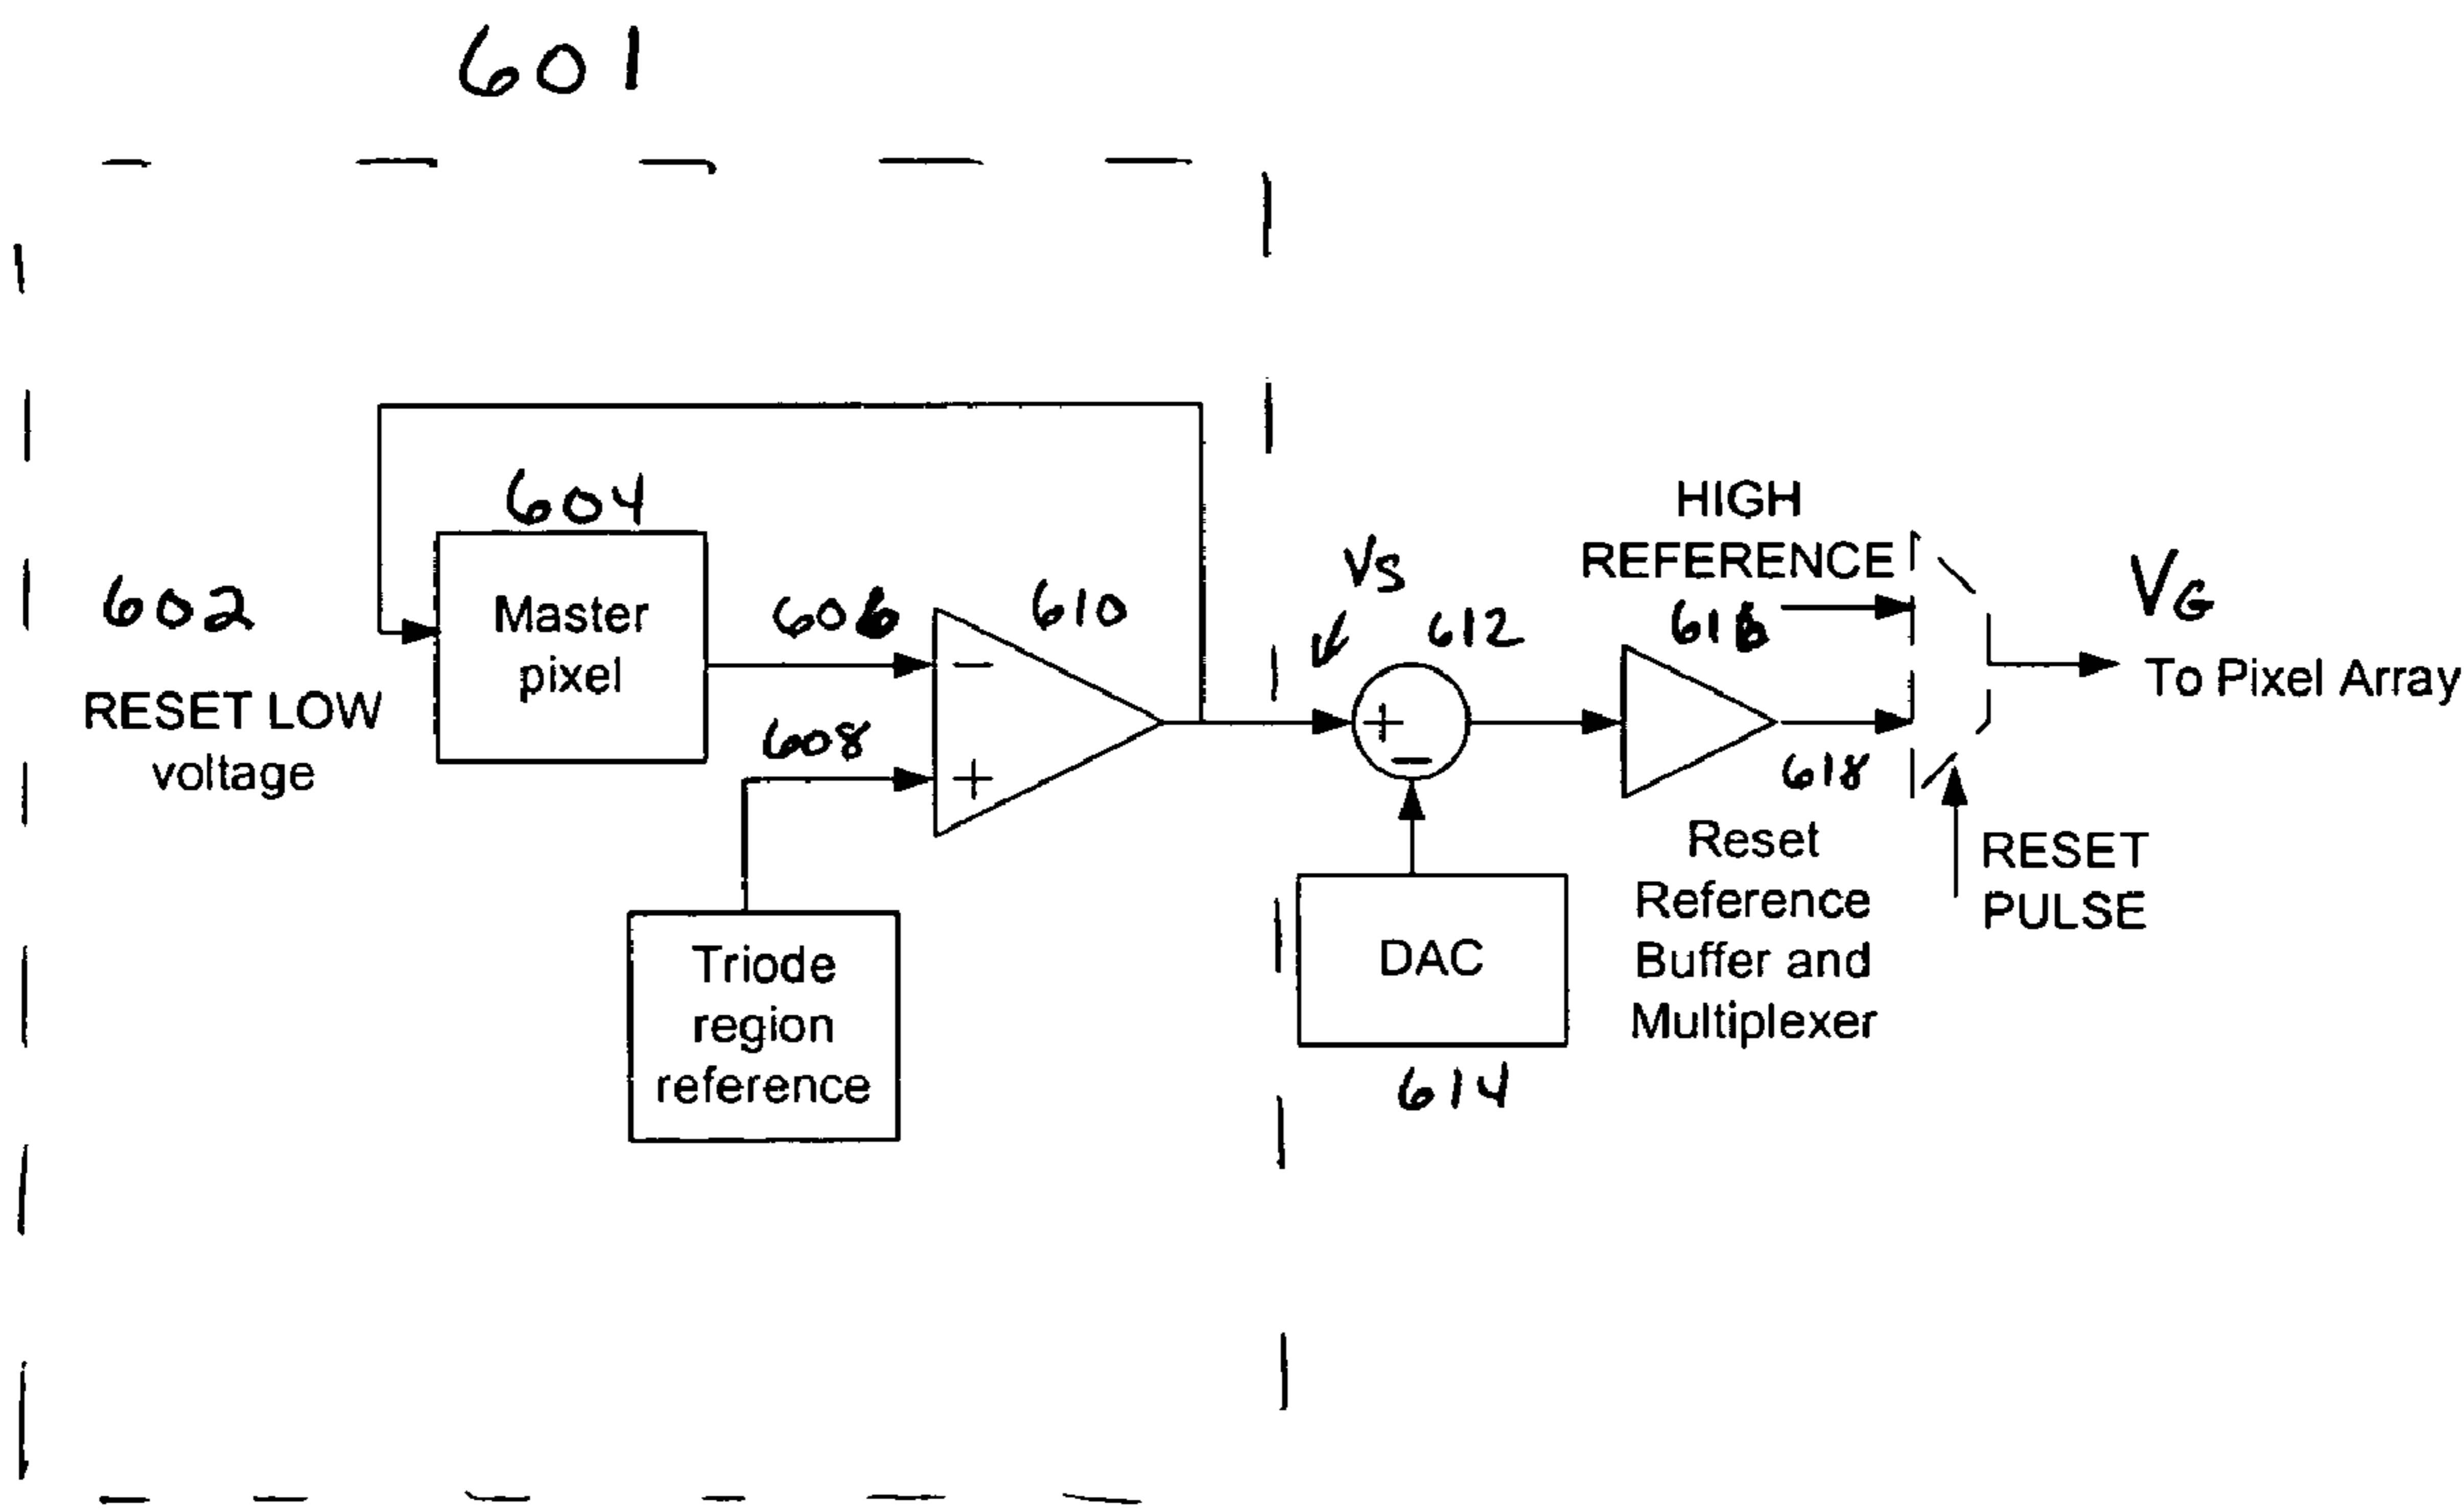 601
604
Master
pixel
602
RESET LOW
voltage
606
608
610
Triode
region
reference
Vs
612
DAC
614
HIGH
REFERENCE
618
Reset
Reference
Buffer and
Multiplexer
RESET
PULSE
VG
To Pixel Array